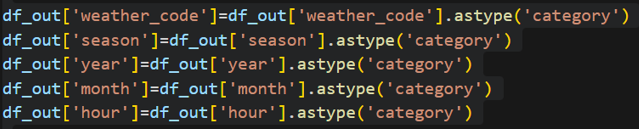 df_out['weather_code']=df_out['weather_code'].astype('category')
df_out['season']=df_out['season'].astype('category')
df_out['year']=df_out['year'].astype('category')
df_out['month']=df_out['month'].astype('category')
df_out['hour']=df_out['hour'].astype('category')